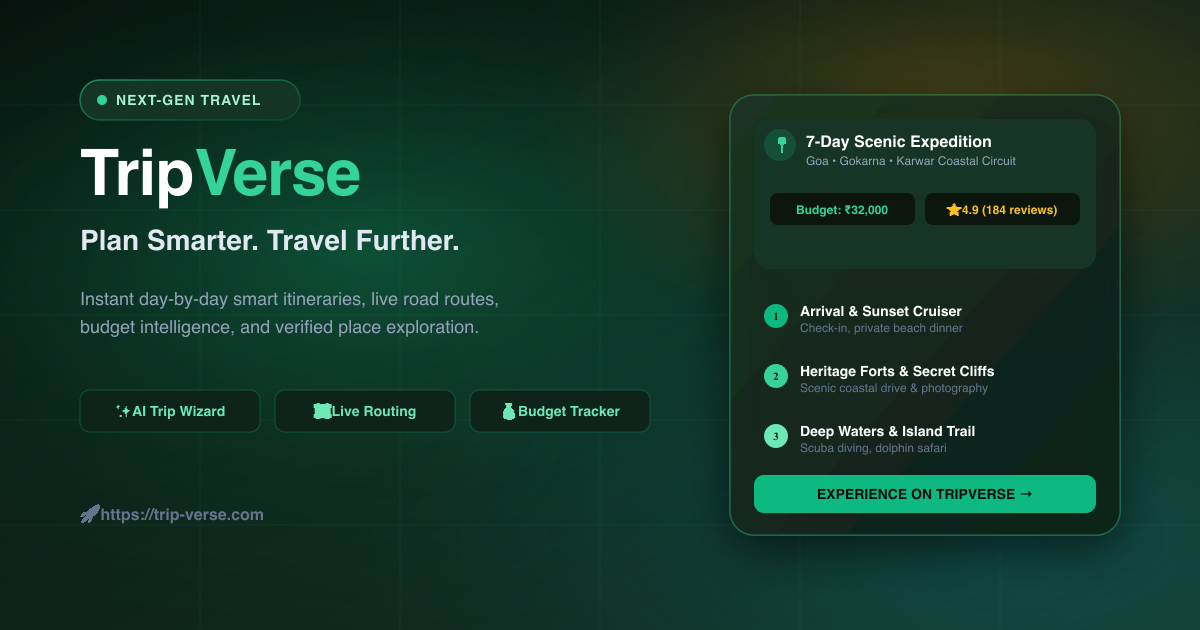 NEXT-GEN TRAVEL
TripVerse
Plan Smarter. Travel Further.
Instant day-by-day smart itineraries, live road routes,
budget intelligence, and verified place exploration.
AI Trip Wizard
Live Routing
Budget Tracker
https://trip-verse.com
7-Day Scenic Expedition
Goa • Gokarna • Karwar Coastal Circuit
Budget: ₹32,000
⭐4.9 (184 reviews)
1
Arrival & Sunset Cruiser
Check-in, private beach dinner
2
Heritage Forts & Secret Cliffs
Scenic coastal drive & photography
3
Deep Waters & Island Trail
Scuba diving, dolphin safari
EXPERIENCE ON TRIPVERSE →